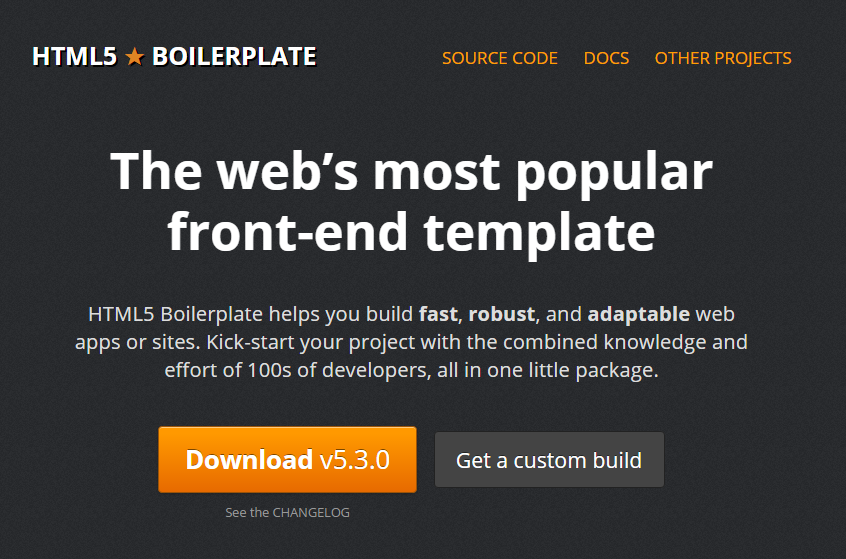 HTML5 ★ BOILERPLATE
SOURCE CODE DOCS OTHER PROJECTS
The web’s most popular
front-end template
HTML5 Boilerplate helps you build fast, robust, and adaptable web
apps or sites. Kick-start your project with the combined knowledge and
effort of 100s of developers, all in one little package.
Download v5.3.0
Get a custom build
See the CHANGELOG